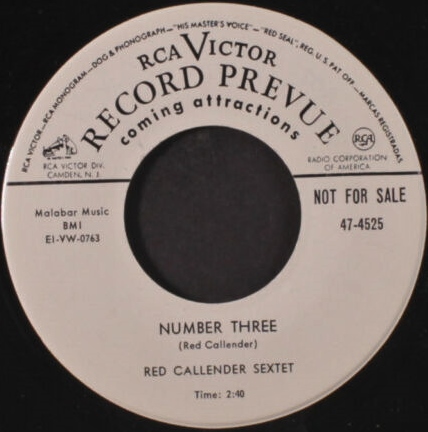 RCA VICTOR—RCA MONOGRAM—DOG & PHONOGRAPH—"HIS MASTER'S VOICE"—"RED SEAL", REG. U. S. PAT. OFF.—MARCAS REGISTRADAS
RCA VICTOR
RECORD PREVUE
coming attractions
RCA VICTOR DIV.
CAMDEN, N. J.
RCA
RADIO CORPORATION
OF AMERICA
Malabar Music
BMI
E1-VW-0763
NOT FOR SALE
47-4525
NUMBER THREE
(Red Callender)
RED CALLENDER SEXTET
Time: 2:40